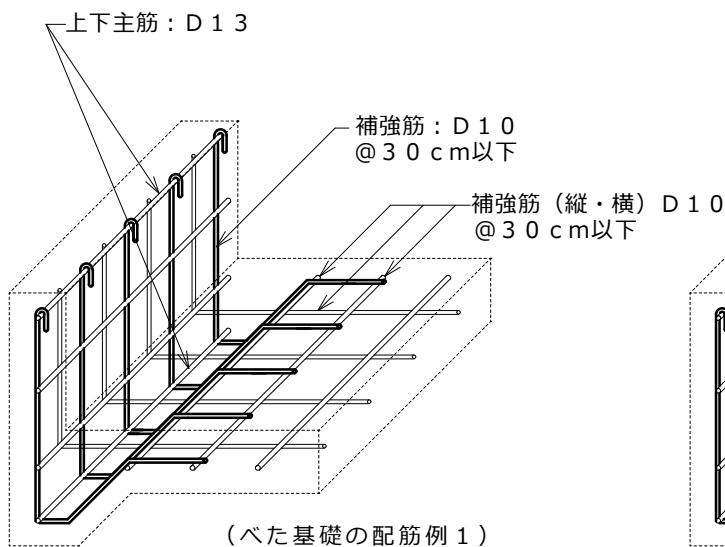 上下主筋：Ｄ１３
補強筋：Ｄ１０
＠３０ｃｍ以下
補強筋（縦・横）Ｄ１０
＠３０ｃｍ以下
（べた基礎の配筋例１）